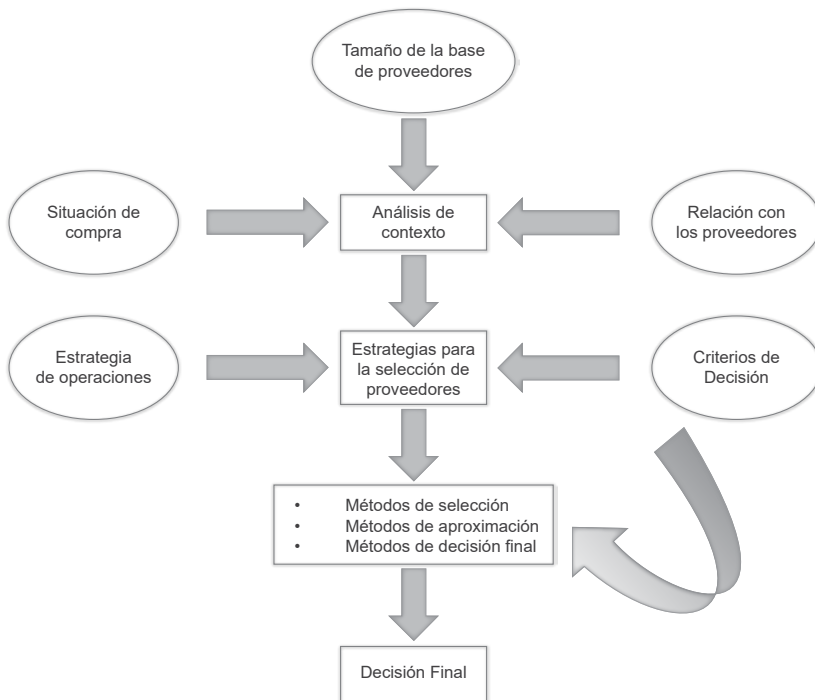 Tamaño de la base
de proveedores
Situación de
compra
Análisis de
contexto
Relación con
los proveedores
Estrategia
de operaciones
Estrategias para
la selección de
proveedores
Criterios de
Decisión
• Métodos de selección
• Métodos de aproximación
• Métodos de decisión final
Decisión Final